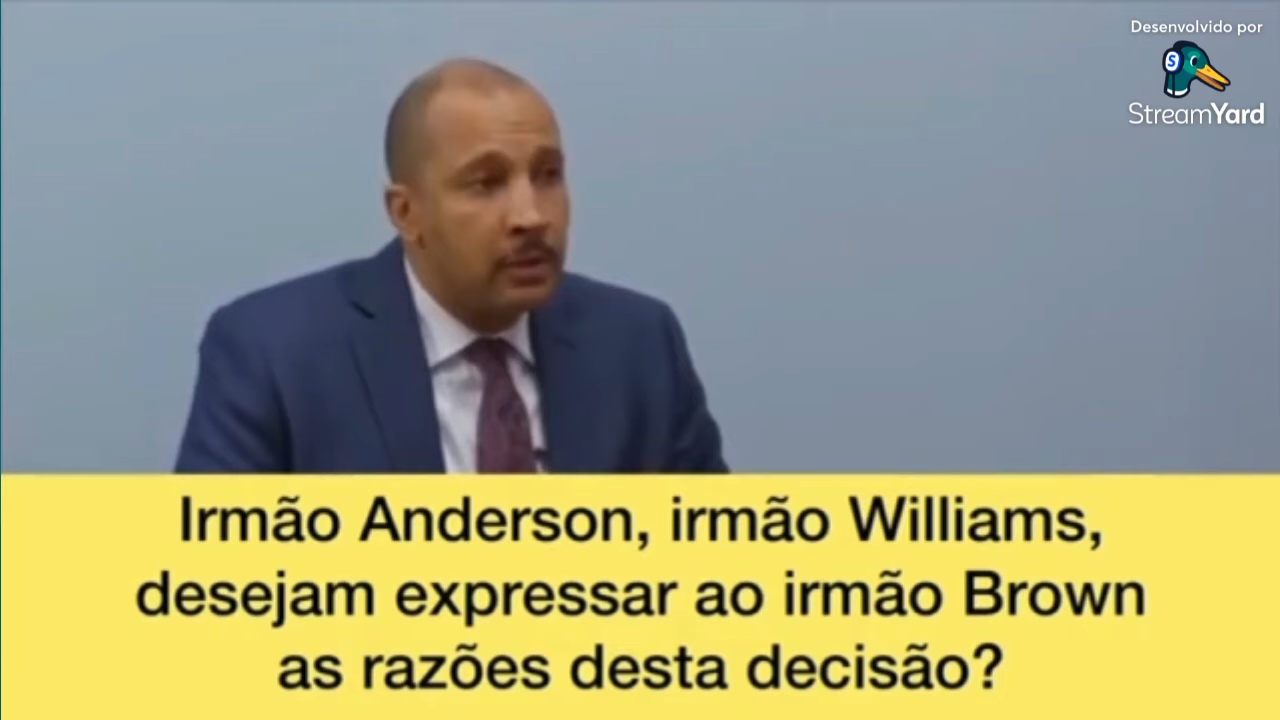 Desenvolvido por
S
StreamYard
Irmão Anderson, irmão Williams,
desejam expressar ao irmão Brown
as razões desta decisão?